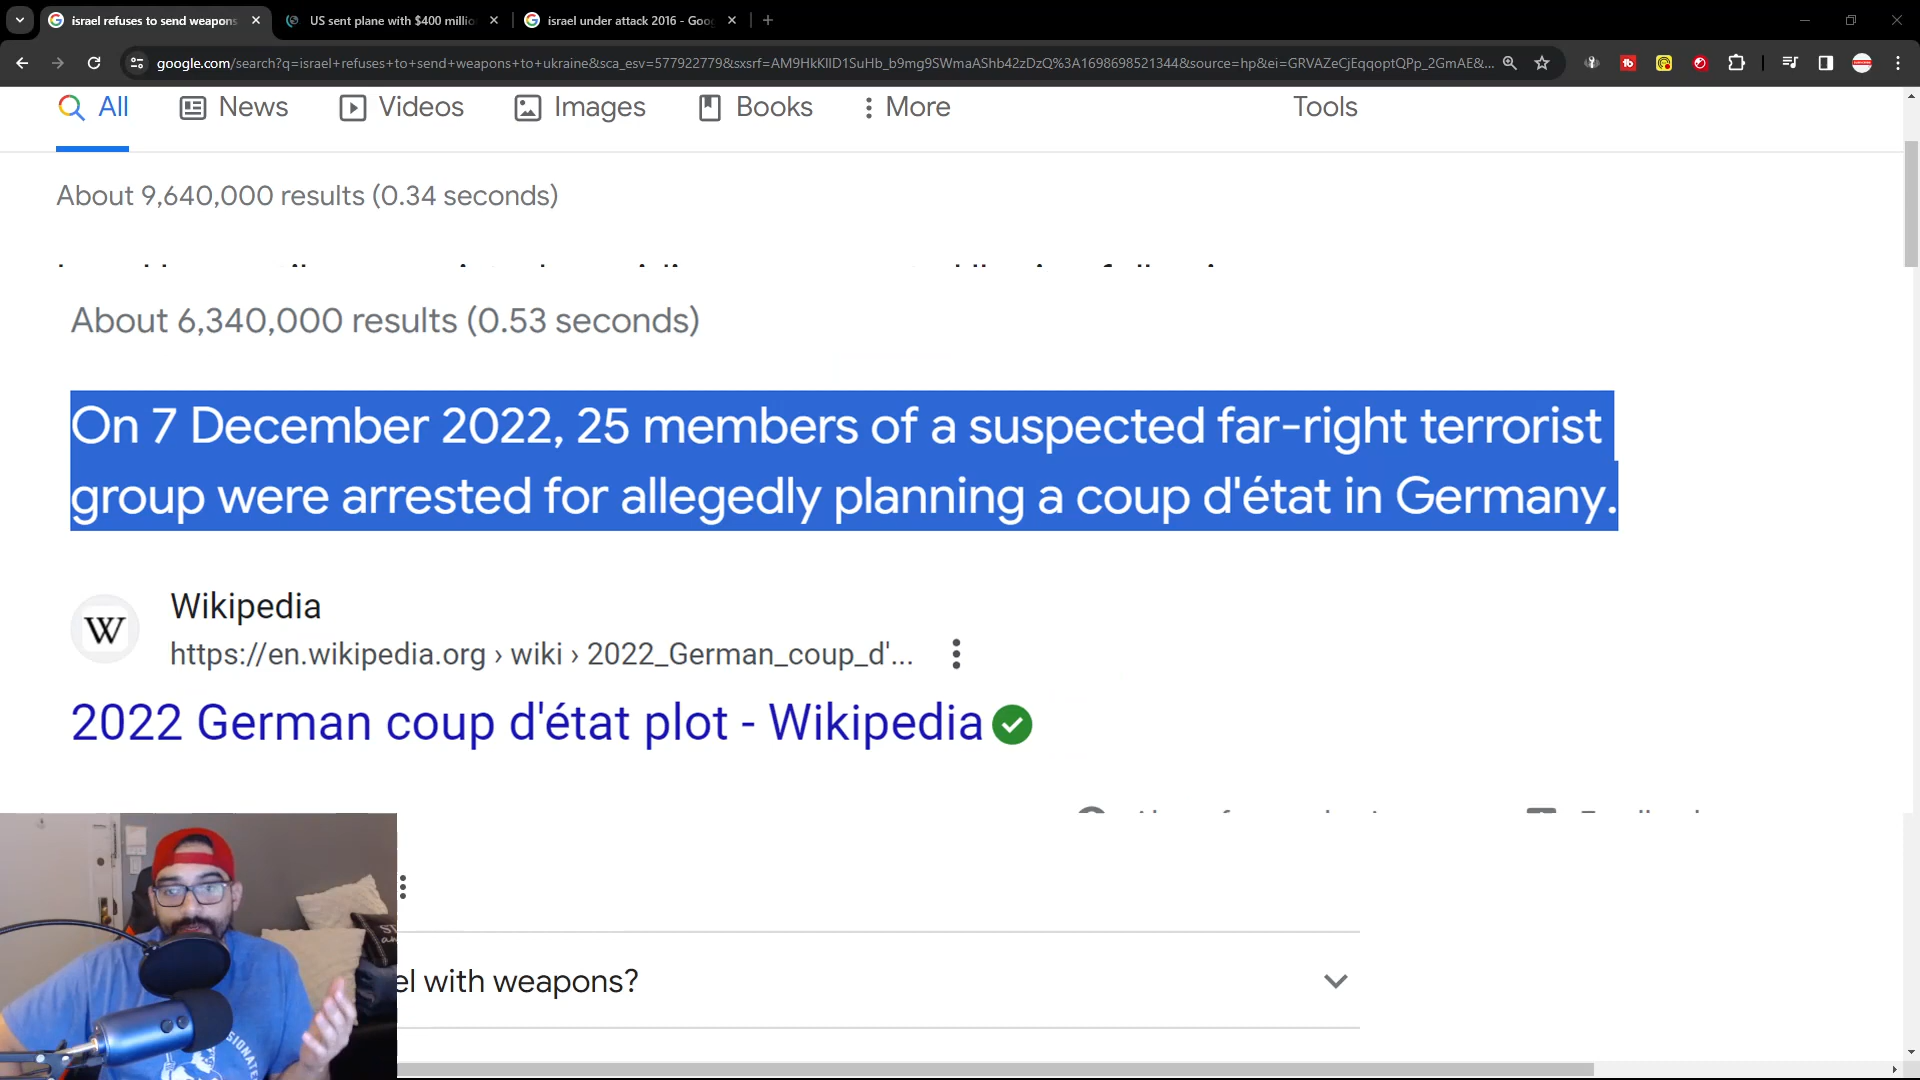 israel refuses to send weapons
US sent plane with $400 millio
israel under attack 2016 - Goo
google.com/search?q=israel+refuses+to+send+weapons+to+ukraine&sca_esv=577922779&sxsrf=AM9HkKlID1SuHb_b9mg9SWmaAShb42zDzQ%3A1698698521344&source=hp&ei=GRVAZeCjEqqoptQPp_2GmAE&...
All
News
Videos
Images
Books
More
Tools
About 9,640,000 results (0.34 seconds)
About 6,340,000 results (0.53 seconds)
On 7 December 2022, 25 members of a suspected far-right terrorist
group were arrested for allegedly planning a coup d'état in Germany.
W
Wikipedia
https://en.wikipedia.org › wiki › 2022_German_coup_d'...
2022 German coup d'état plot - Wikipedia
el with weapons?